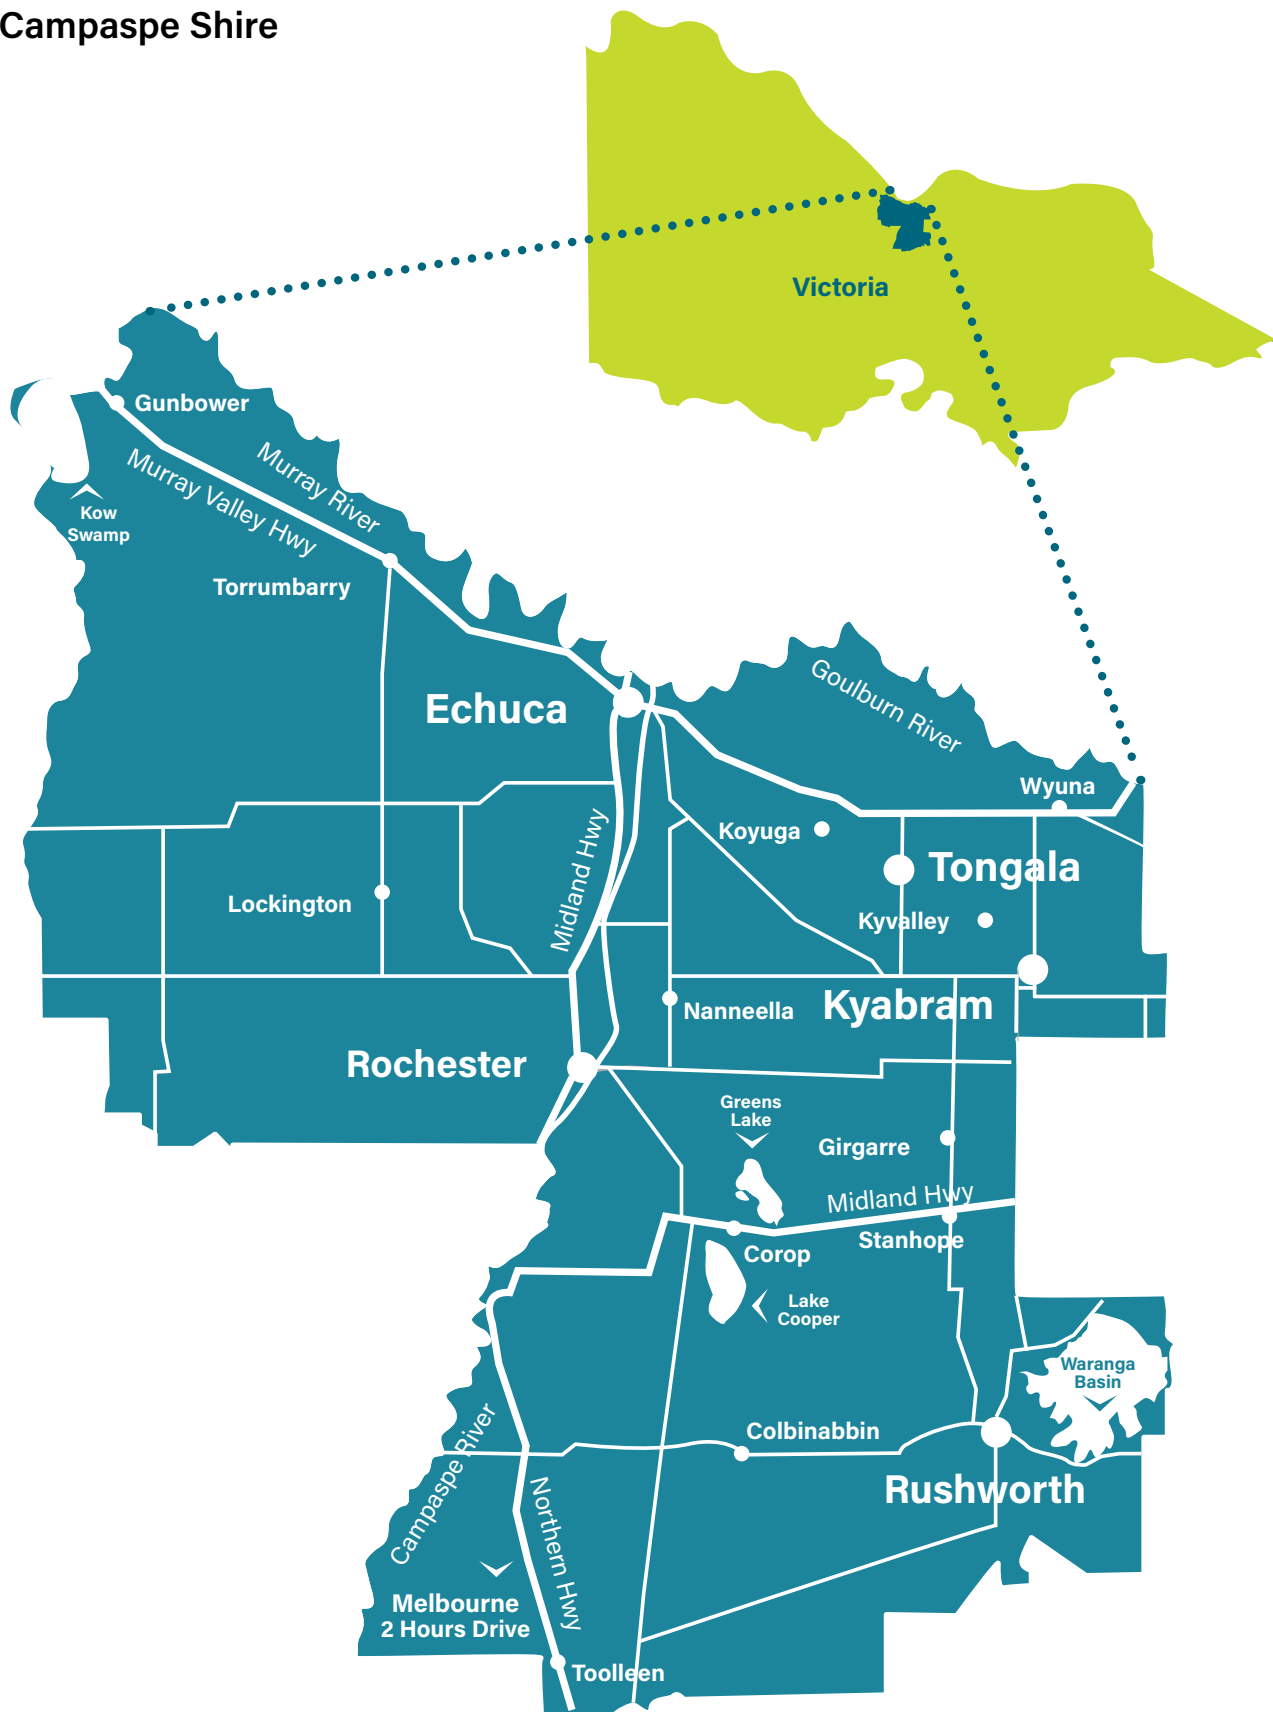 Campaspe Shire
Victoria
Gunbower
Murray River
Murray Valley Hwy
Kow
Swamp
Torrumbarry
Echuca
Goulburn River
Wyuna
Koyuga
Midland Hwy
Tongala
Lockington
Kyvalley
Nanneella
Kyabram
Rochester
Greens
Lake
Girgarre
Midland Hwy
Stanhope
Corop
Lake
Cooper
Waranga
Basin
Campaspe River
Colbinabbin
Rushworth
Northern Hwy
Melbourne
2 Hours Drive
Toolleen